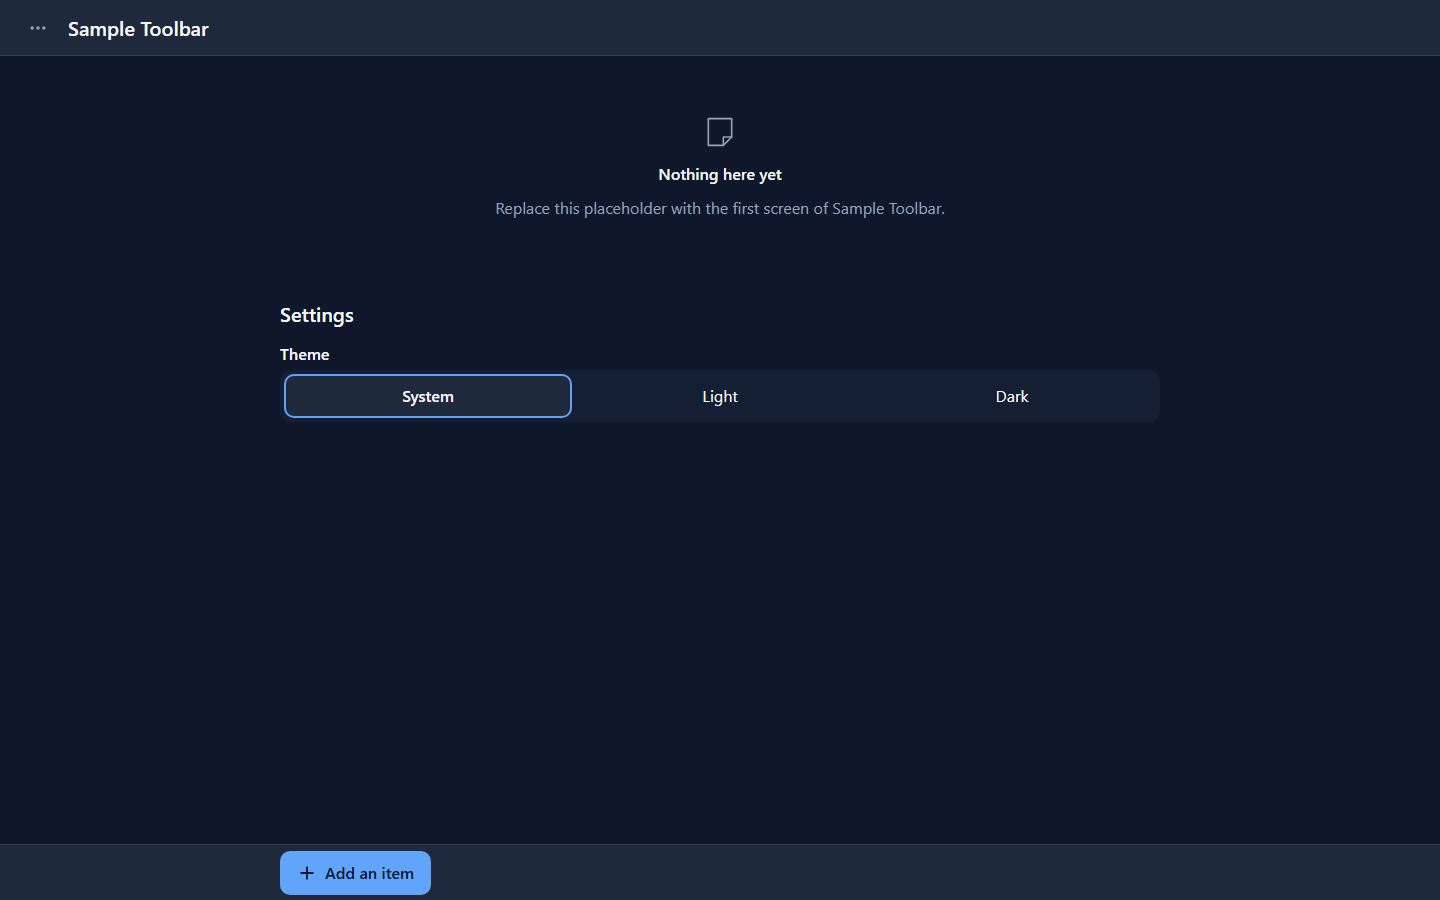 Sample Toolbar
Nothing here yet
Replace this placeholder with the first screen of Sample Toolbar.
Settings
Theme
System
Light
Dark
Add an item